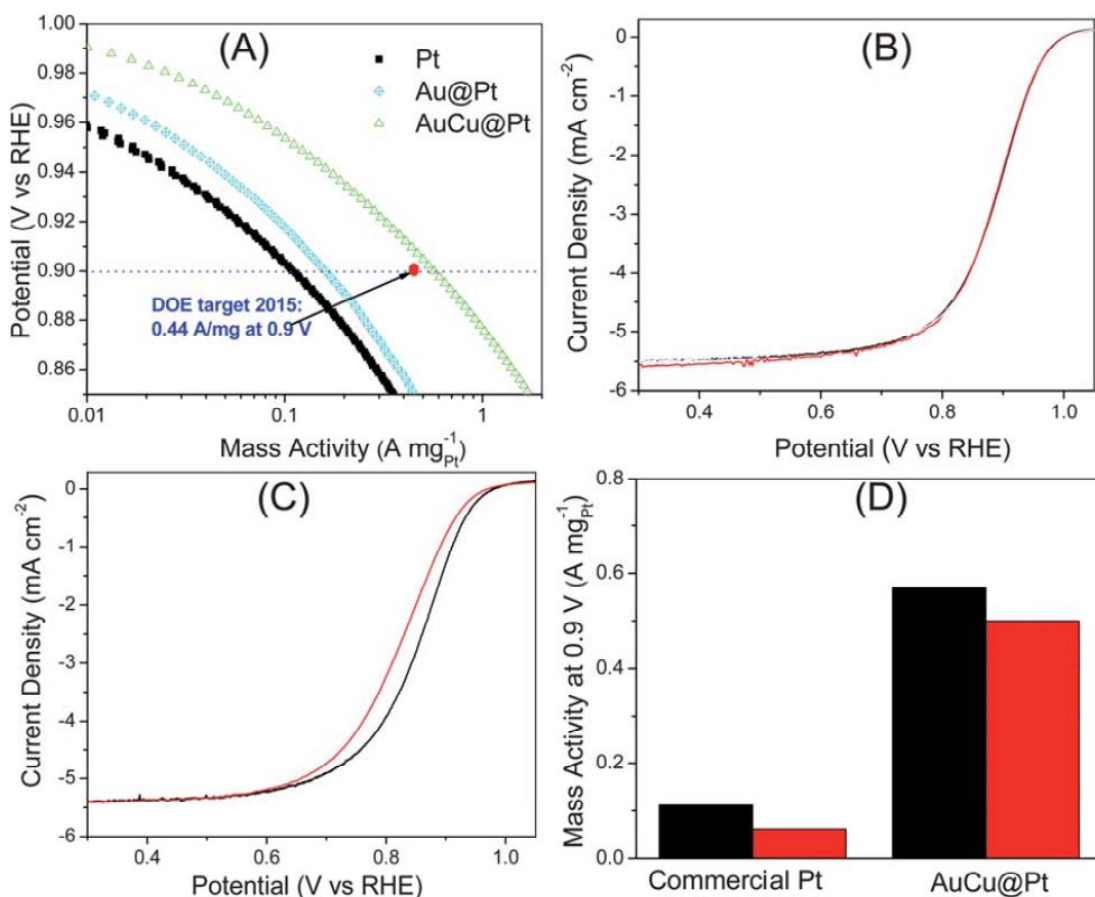 (A)
Pt
Au@Pt
AuCu@Pt
1.00
0.98
0.96
0.94
0.92
0.90
0.88
0.86
Potential (V vs RHE)
DOE target 2015:
0.44 A/mg at 0.9 V
0.01
0.1
1
Mass Activity (A mg⁻¹Pt)
(B)
0
-1
-2
-3
-4
-5
-6
Current Density (mA cm⁻²)
0.4
0.6
0.8
1.0
Potential (V vs RHE)
(C)
0
-1
-2
-3
-4
-5
-6
Current Density (mA cm⁻²)
0.4
0.6
0.8
1.0
Potential (V vs RHE)
(D)
0.8
0.6
0.4
0.2
0.0
Mass Activity at 0.9 V (A mg⁻¹Pt)
Commercial Pt
AuCu@Pt